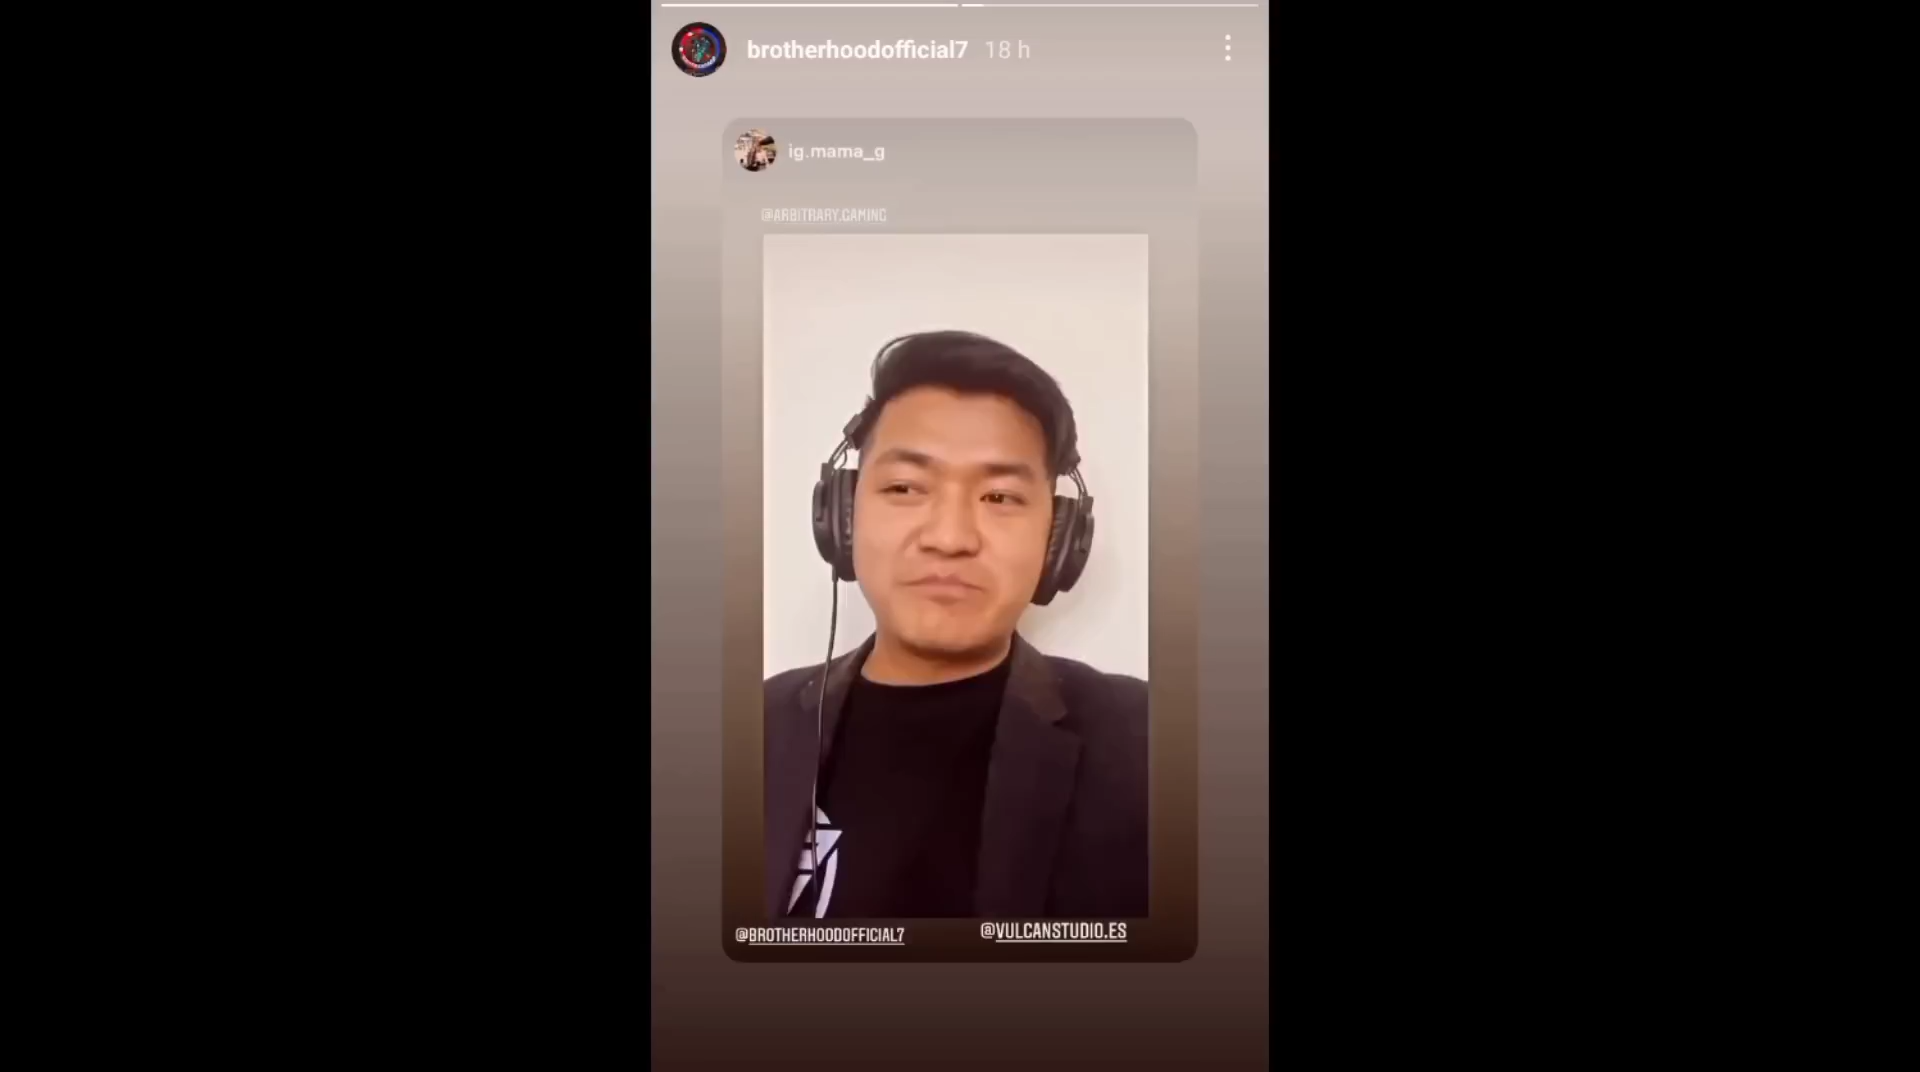 brotherhoodofficial7 18 h
ig.mama_g
@ARBITRARY.GAMING
@BROTHERHOODOFFICIAL7
@VULCANSTUDIO.ES